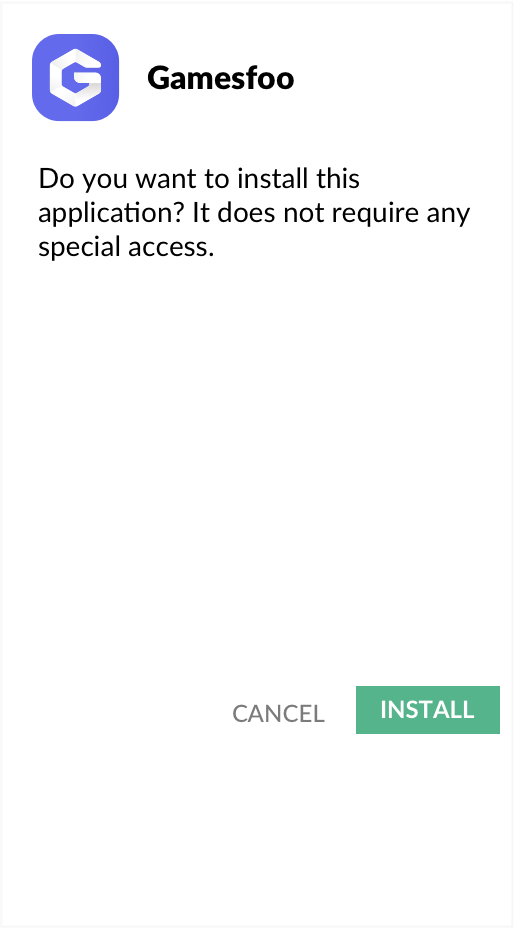 Gamesfoo
Do you want to install this
application? It does not require any
special access.
CANCEL
INSTALL